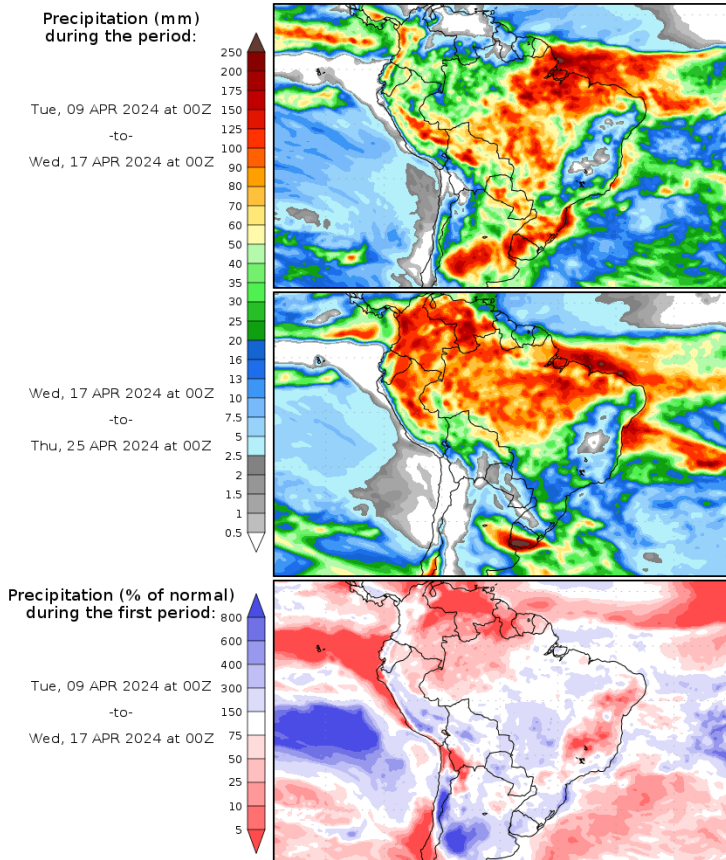 Precipitation (mm)
during the period:
Tue, 09 APR 2024 at 00Z
-to-
Wed, 17 APR 2024 at 00Z
250
200
175
150
125
100
90
80
70
60
50
40
35
30
25
20
16
13
10
7.5
5
2.5
2
1.5
1
0.5
Wed, 17 APR 2024 at 00Z
-to-
Thu, 25 APR 2024 at 00Z
Precipitation (% of normal)
during the first period:
Tue, 09 APR 2024 at 00Z
-to-
Wed, 17 APR 2024 at 00Z
800
600
400
300
150
75
50
25
10
5